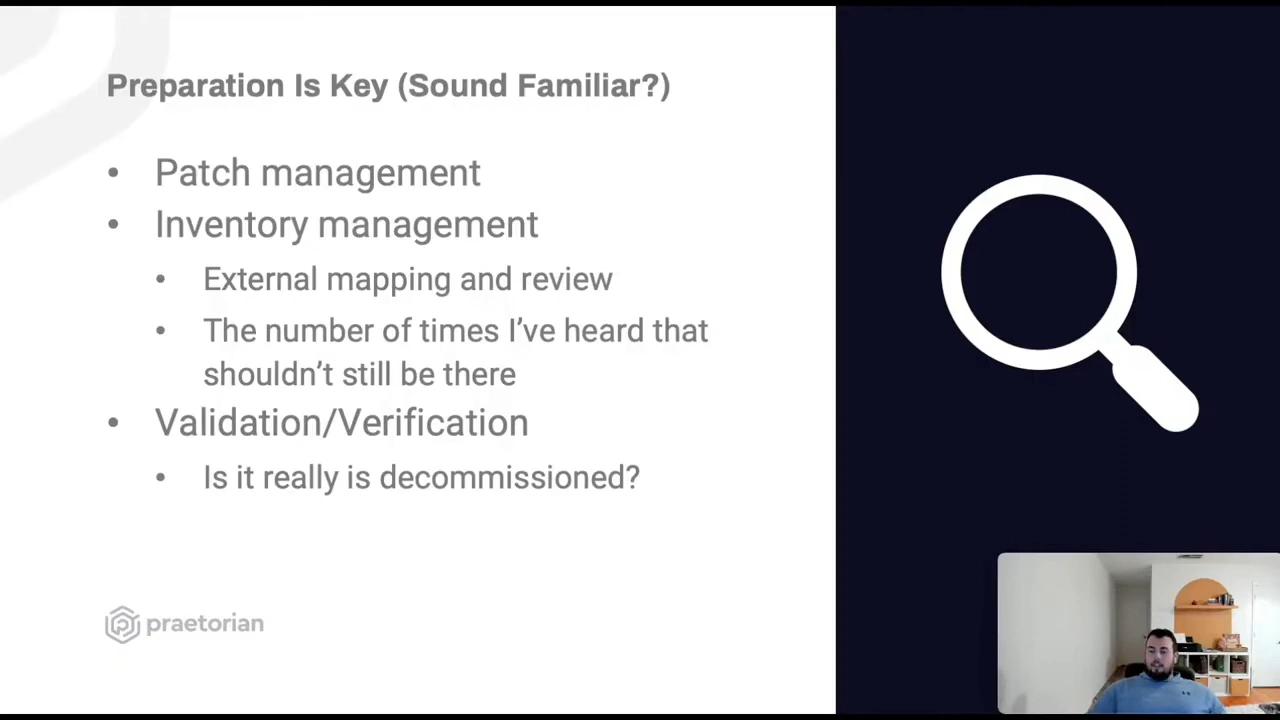 Preparation Is Key (Sound Familiar?)
• Patch management
• Inventory management
• External mapping and review
• The number of times I’ve heard that
shouldn’t still be there
• Validation/Verification
• Is it really is decommissioned?
praetorian